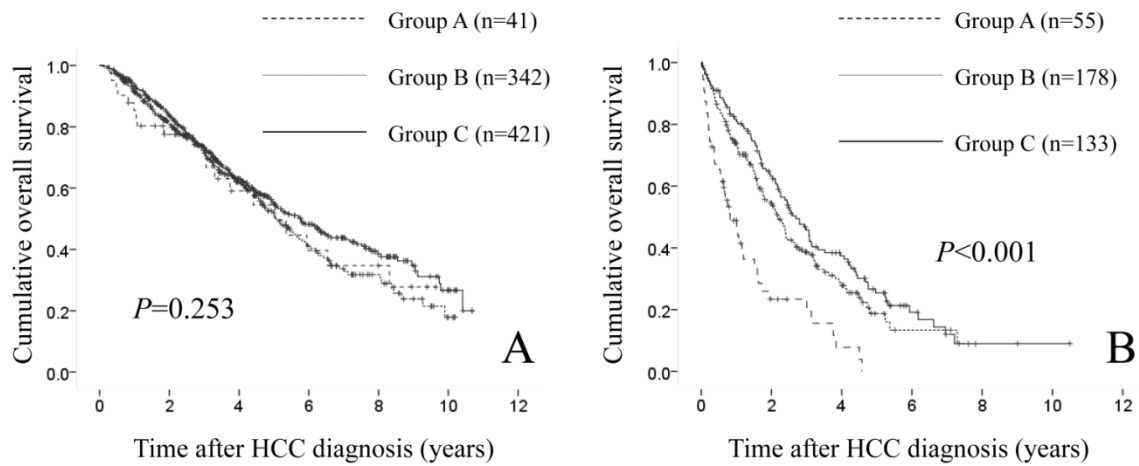 Group A (n=41)
Group B (n=342)
Group C (n=421)
Cumulative overall survival
1.0
0.8
0.6
0.4
0.2
0.0
P=0.253
A
0 2 4 6 8 10 12
Time after HCC diagnosis (years)
Group A (n=55)
Group B (n=178)
Group C (n=133)
Cumulative overall survival
1.0
0.8
0.6
0.4
0.2
0.0
P<0.001
B
0 2 4 6 8 10 12
Time after HCC diagnosis (years)